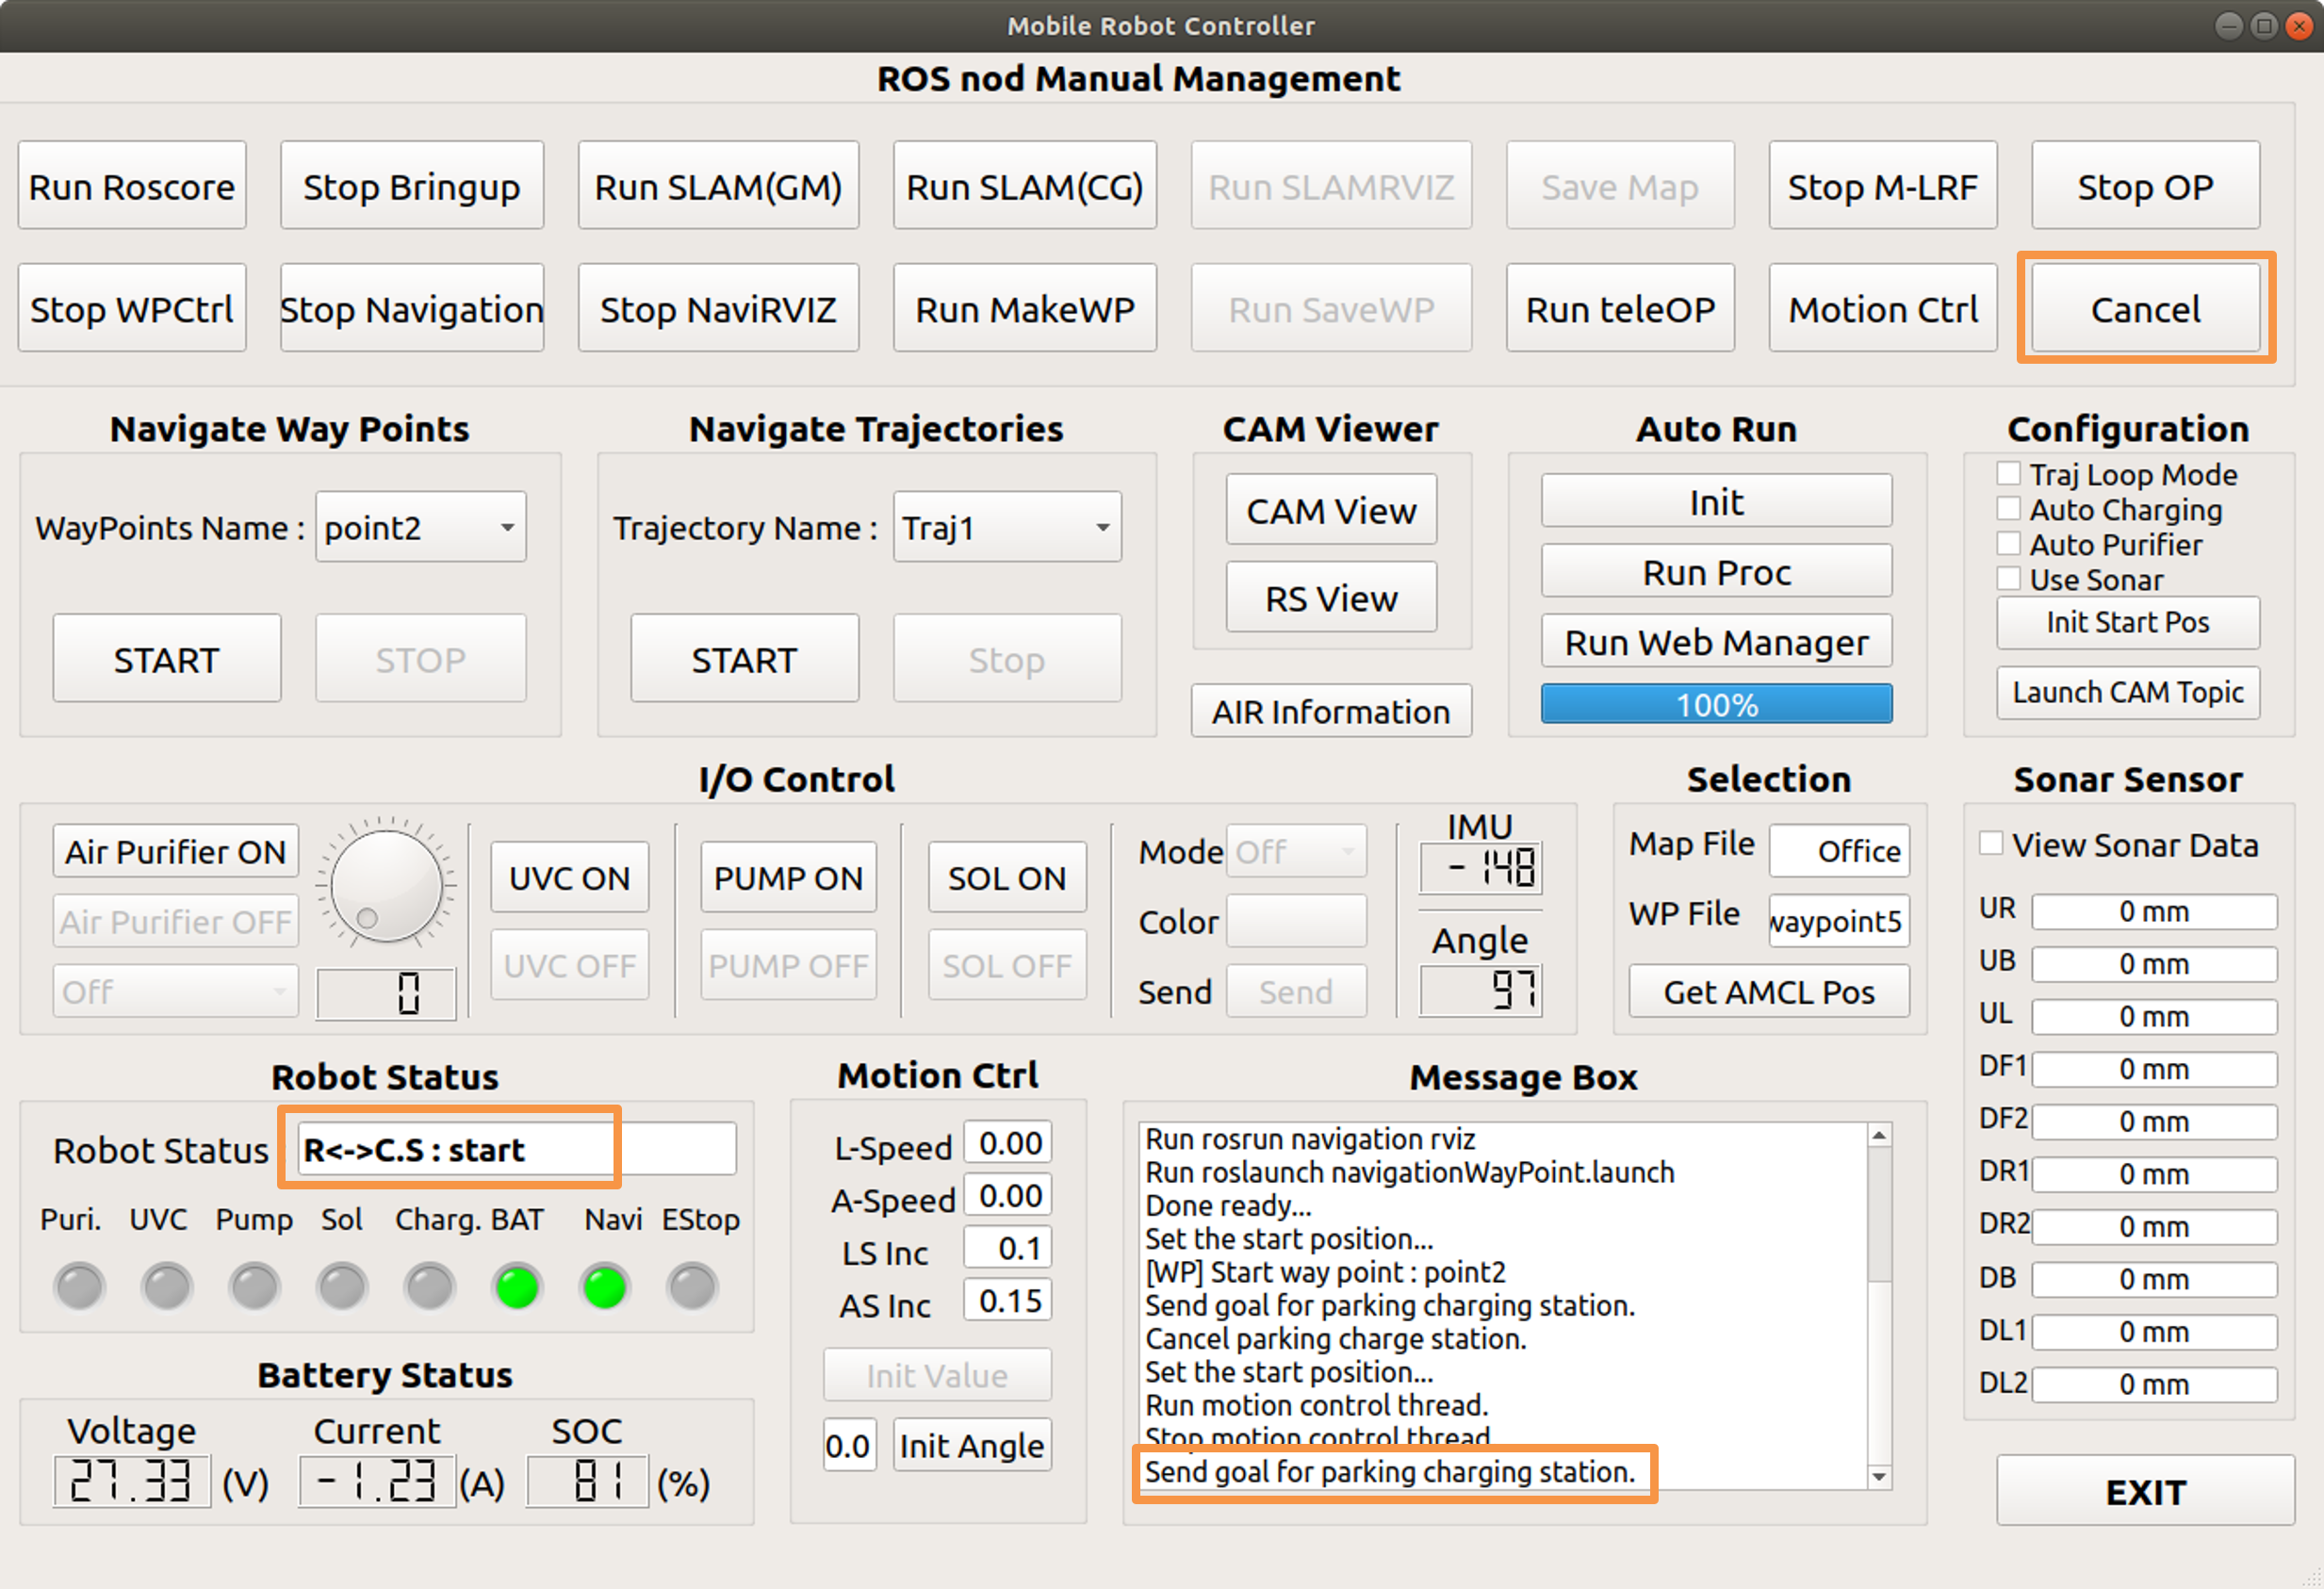 Mobile Robot Controller
ROS nod Manual Management
Run Roscore Stop Bringup Run SLAM(GM) Run SLAM(CG) Run SLAMRVIZ Save Map Stop M-LRF Stop OP
Stop WPCtrl Stop Navigation Stop NaviRVIZ Run MakeWP Run SaveWP Run teleOP Motion Ctrl Cancel
Navigate Way Points
WayPoints Name : point2
START STOP
Navigate Trajectories
Trajectory Name : Traj1
START Stop
CAM Viewer
CAM View
RS View
AIR Information
Auto Run
Init
Run Proc
Run Web Manager
100%
Configuration
Traj Loop Mode
Auto Charging
Auto Purifier
Use Sonar
Init Start Pos
Launch CAM Topic
I/O Control
Air Purifier ON
Air Purifier OFF
Off
0
UVC ON
UVC OFF
PUMP ON
PUMP OFF
SOL ON
SOL OFF
Mode Off
Color
Send Send
IMU
-148
Angle
97
Selection
Map File Office
WP File waypoint5
Get AMCL Pos
Sonar Sensor
View Sonar Data
UR 0 mm
UB 0 mm
UL 0 mm
DF1 0 mm
DF2 0 mm
DR1 0 mm
DR2 0 mm
DB 0 mm
DL1 0 mm
DL2 0 mm
Robot Status
Robot Status R<->C.S : start
Puri. UVC Pump Sol Charg. BAT Navi EStop
Battery Status
Voltage Current SOC
27.33 (V) -1.23 (A) 81 (%)
Motion Ctrl
L-Speed 0.00
A-Speed 0.00
LS Inc 0.1
AS Inc 0.15
Init Value
0.0 Init Angle
Message Box
Run rosrun navigation rviz
Run roslaunch navigationWayPoint.launch
Done ready...
Set the start position...
[WP] Start way point : point2
Send goal for parking charging station.
Cancel parking charge station.
Set the start position...
Run motion control thread.
Stop motion control thread.
Send goal for parking charging station.
EXIT